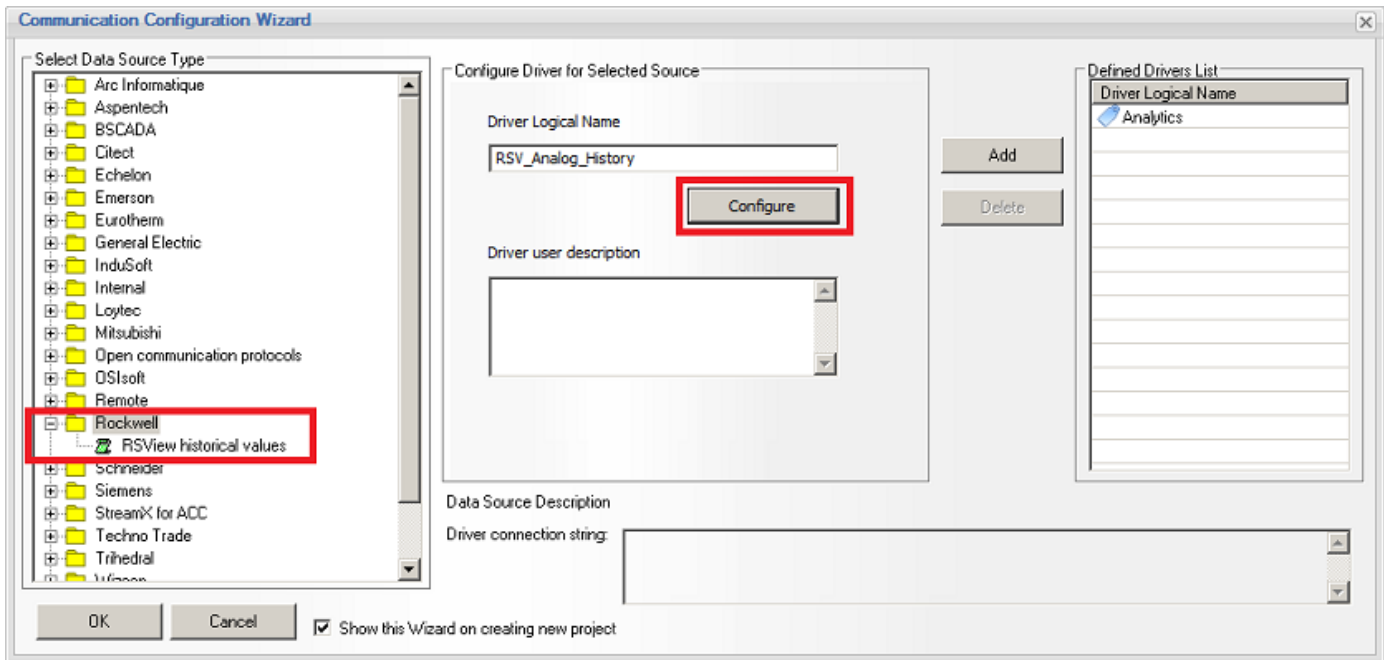 Communication Configuration Wizard
Select Data Source Type
Arc Informatique
Aspentech
BSCADA
Citect
Echelon
Emerson
Eurotherm
General Electric
InduSoft
Internal
Loytec
Mitsubishi
Open communication protocols
OSIsoft
Remote
Rockwell
RSView historical values
Schneider
Siemens
StreamX for ACC
Techno Trade
Trihedral
Configure Driver for Selected Source
Driver Logical Name
RSV_Analog_History
Configure
Driver user description
Add
Delete
Defined Drivers List
Driver Logical Name
Analytics
Data Source Description
Driver connection string:
OK
Cancel
Show this Wizard on creating new project